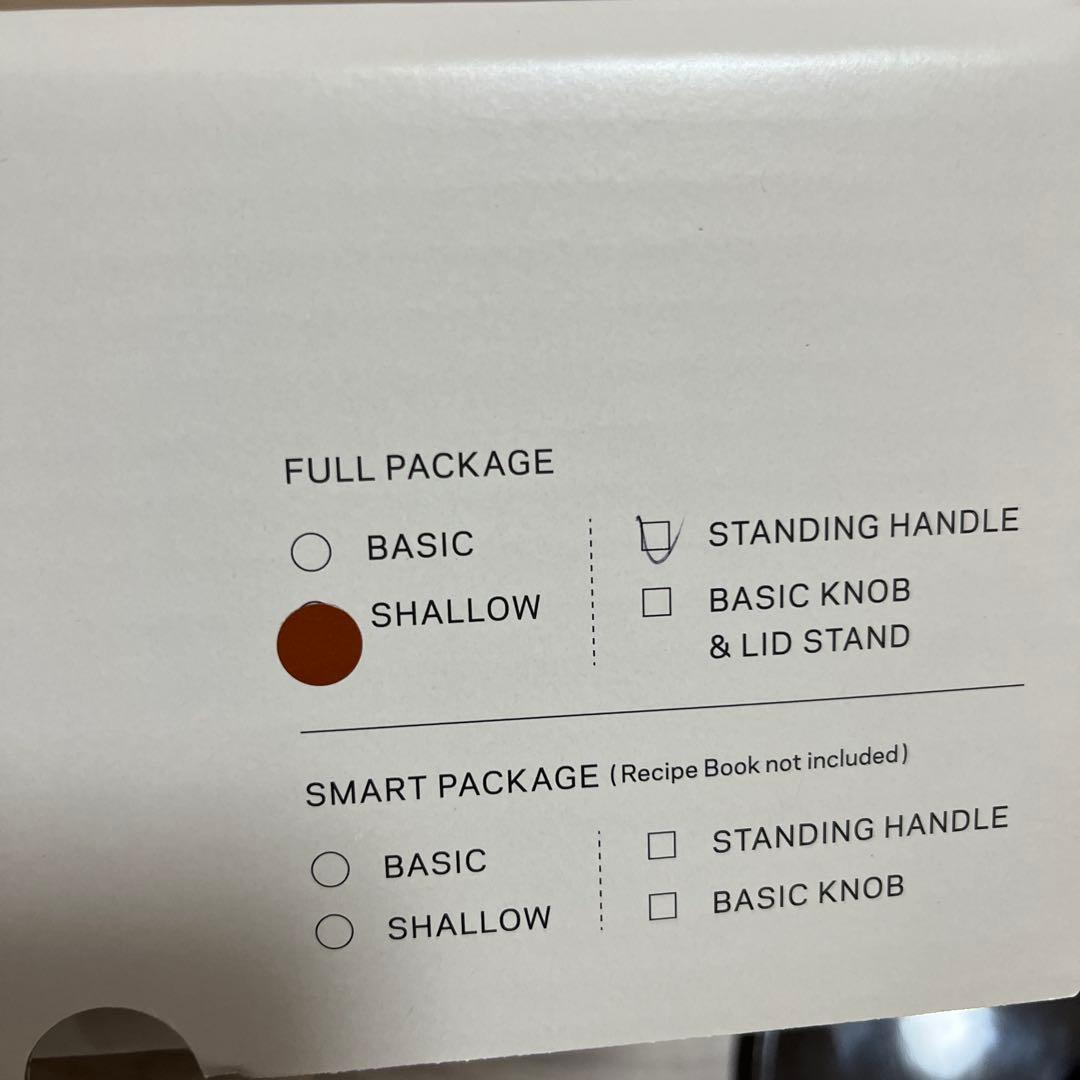 FULL PACKAGE
BASIC
SHALLOW
STANDING HANDLE
BASIC KNOB
& LID STAND
SMART PACKAGE (Recipe Book not included)
BASIC
SHALLOW
STANDING HANDLE
BASIC KNOB